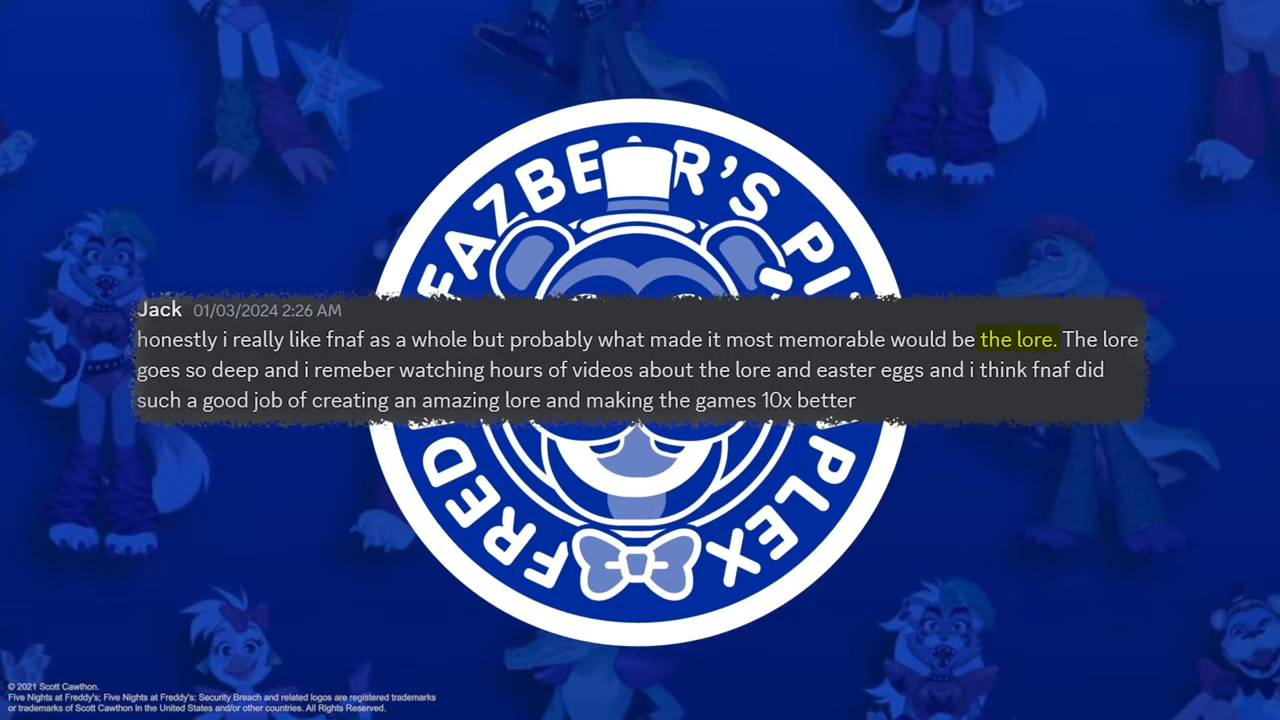 FAZBE R'S PI
Jack 01/03/2024 2:26 AM
honestly i really like fnaf as a whole but probably what made it most memorable would be the lore. The lore
goes so deep and i remeber watching hours of videos about the lore and easter eggs and i think fnaf did
such a good job of creating an amazing lore and making the games 10x better
FRED
PLEX
© 2021 Scott Cawthon.
Five Nights at Freddy's; Five Nights at Freddy's: Security Breach and related logos are registered trademarks
or trademarks of Scott Cawthon in the United States and/or other countries. All Rights Reserved.